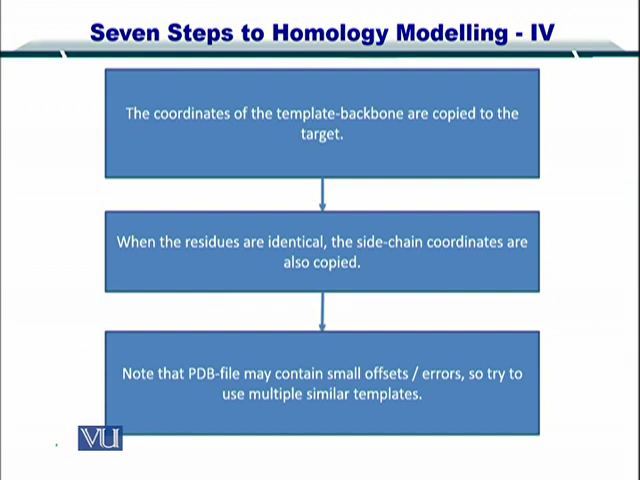 Seven Steps to Homology Modelling - IV
The coordinates of the template-backbone are copied to the
target.
When the residues are identical, the side-chain coordinates are
also copied.
Note that PDB-file may contain small offsets / errors, so try to
use multiple similar templates.
VU